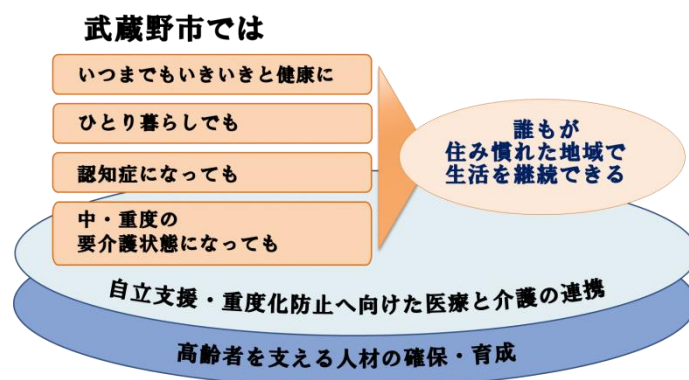 武蔵野市では
いつまでもいきいきと健康に
ひとり暮らしでも
認知症になっても
中・重度の
要介護状態になっても
誰もが
住み慣れた地域で
生活を継続できる
自立支援・重度化防止へ向けた医療と介護の連携
高齢者を支える人材の確保・育成